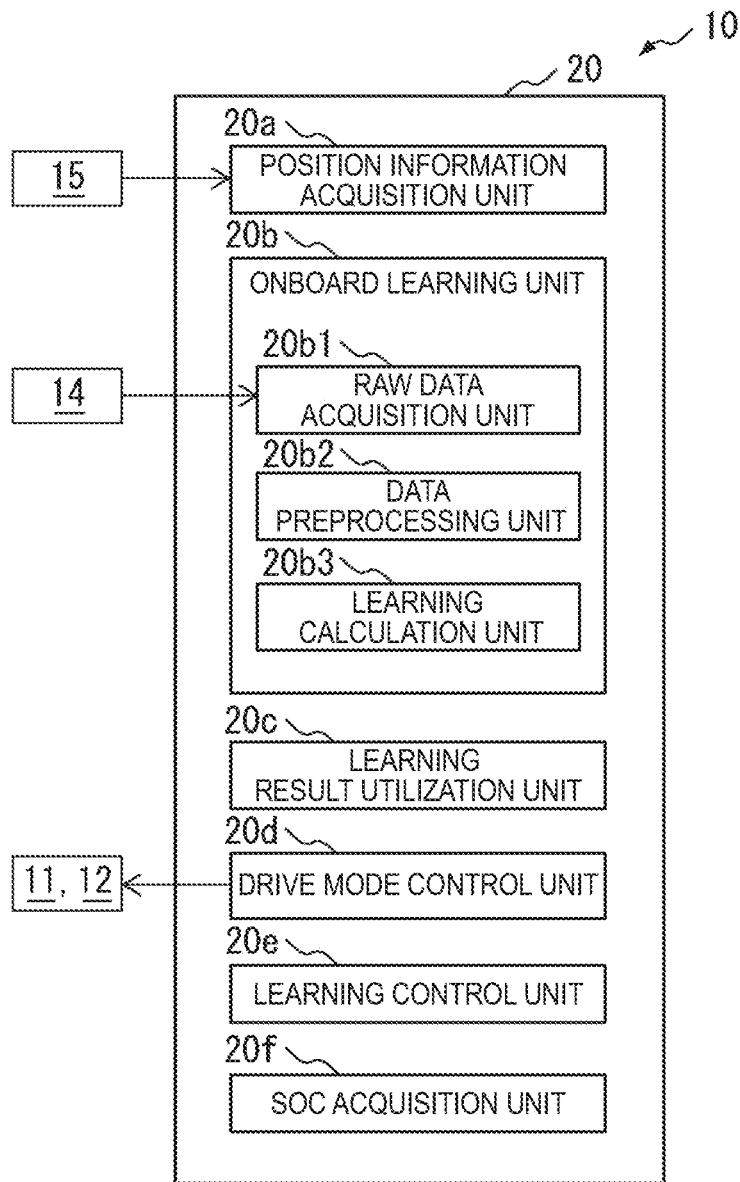 10
20
20a
15
POSITION INFORMATION
ACQUISITION UNIT
20b
ONBOARD LEARNING UNIT
20b1
14
RAW DATA
ACQUISITION UNIT
20b2
DATA
PREPROCESSING UNIT
20b3
LEARNING
CALCULATION UNIT
20c
LEARNING
RESULT UTILIZATION UNIT
20d
11, 12
DRIVE MODE CONTROL UNIT
20e
LEARNING CONTROL UNIT
20f
SOC ACQUISITION UNIT